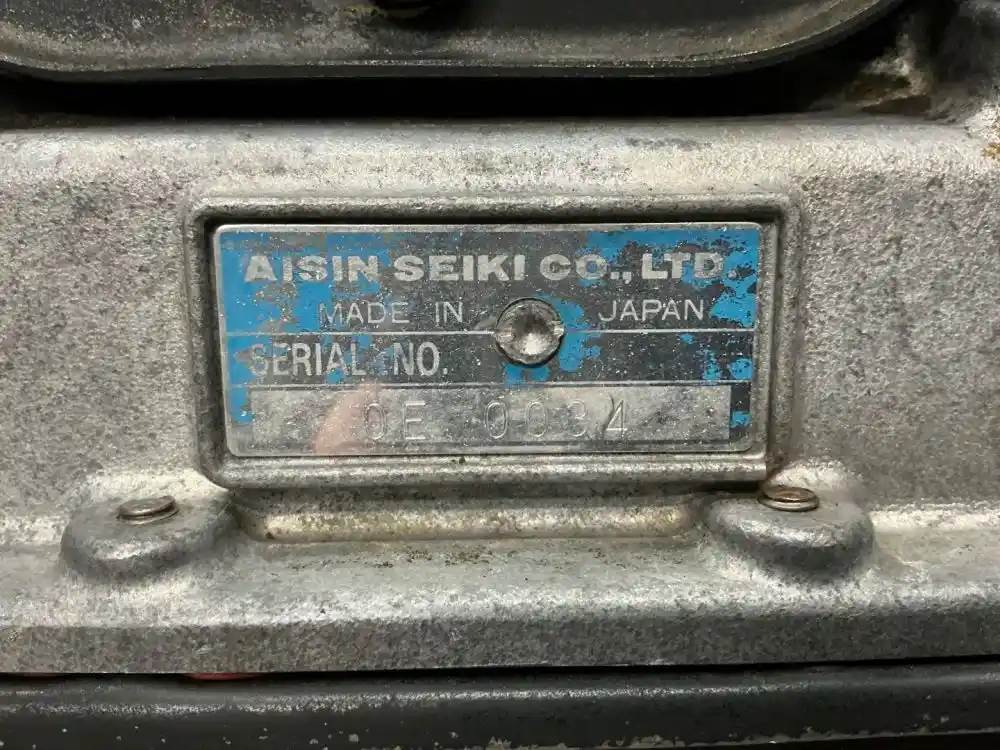 AISIN SEIKI CO., LTD.
MADE IN JAPAN
SERIAL NO.
0E 0034